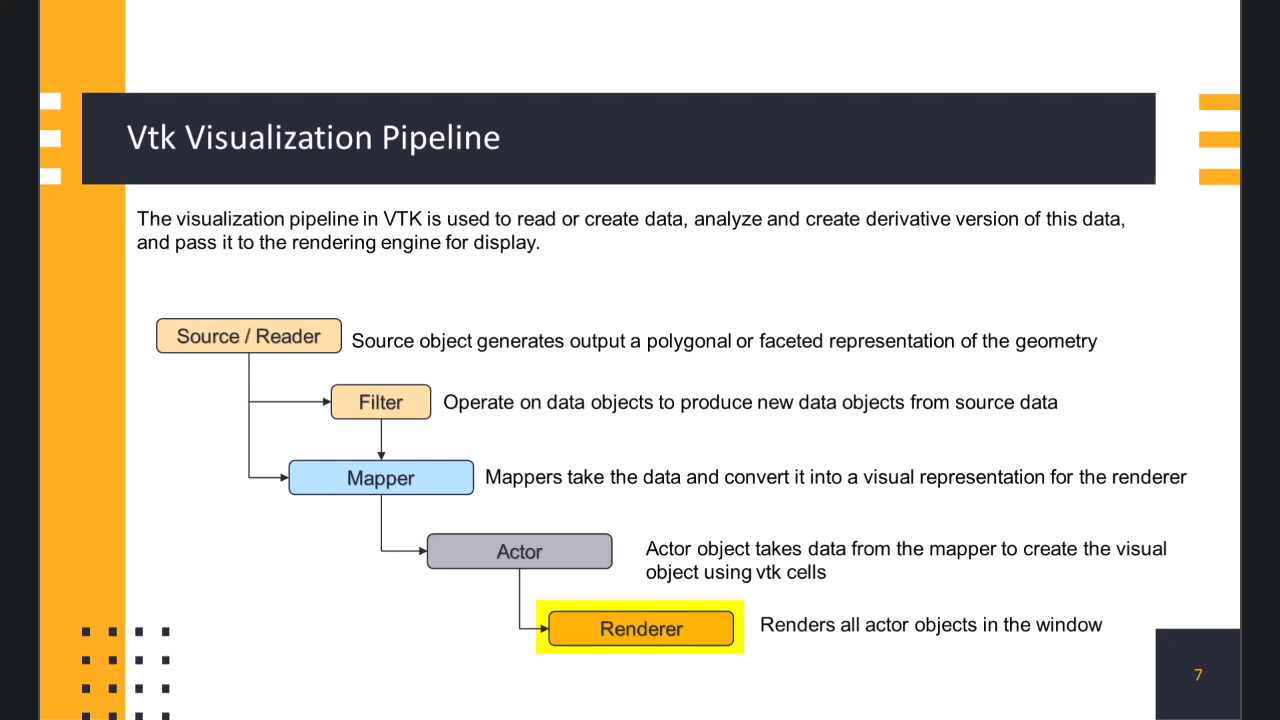 Vtk Visualization Pipeline
The visualization pipeline in VTK is used to read or create data, analyze and create derivative version of this data,
and pass it to the rendering engine for display.
Source / Reader
Source object generates output a polygonal or faceted representation of the geometry
Filter
Operate on data objects to produce new data objects from source data
Mapper
Mappers take the data and convert it into a visual representation for the renderer
Actor
Actor object takes data from the mapper to create the visual
object using vtk cells
Renderer
Renders all actor objects in the window
7